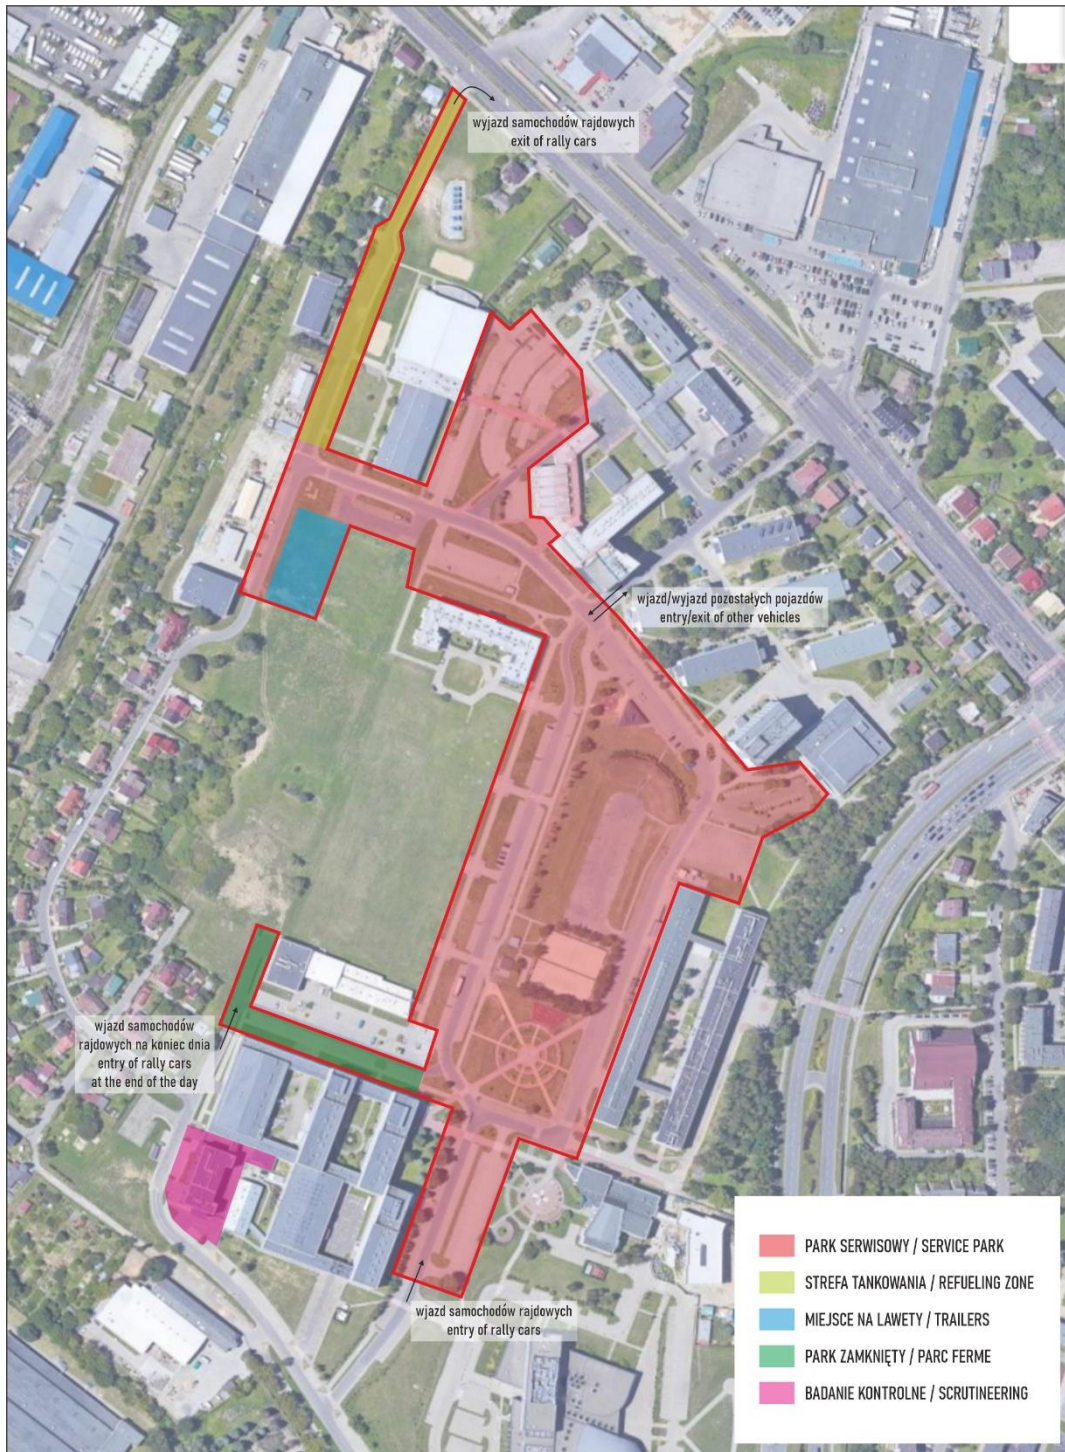 wyjazd samochodów rajdowych
exit of rally cars
wjazd/wyjazd pozostałych pojazdów
entry/exit of other vehicles
wjazd samochodów
rajdowych na koniec dnia
entry of rally cars
at the end of the day
wjazd samochodów rajdowych
entry of rally cars
PARK SERWISOWY / SERVICE PARK
STREFA TANKOWANIA / REFUELING ZONE
MIEJSCE NA LAWETY / TRAILERS
PARK ZAMKNIĘTY / PARC FERME
BADANIE KONTROLNE / SCRUTINEERING